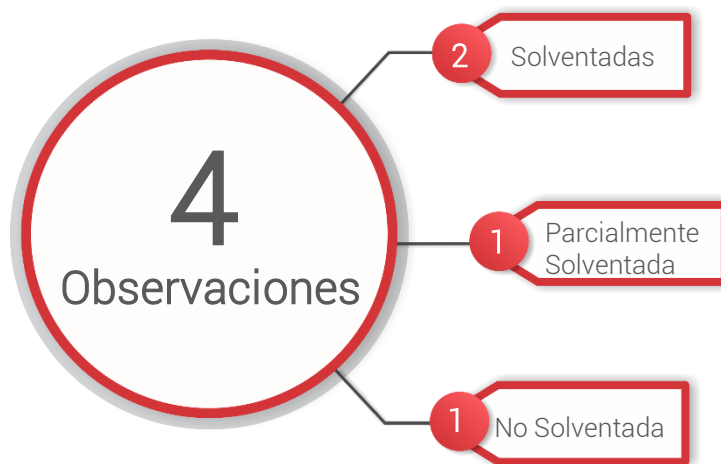 4
Observaciones
2
Solventadas
1
Parcialmente
Solventada
1
No Solventada